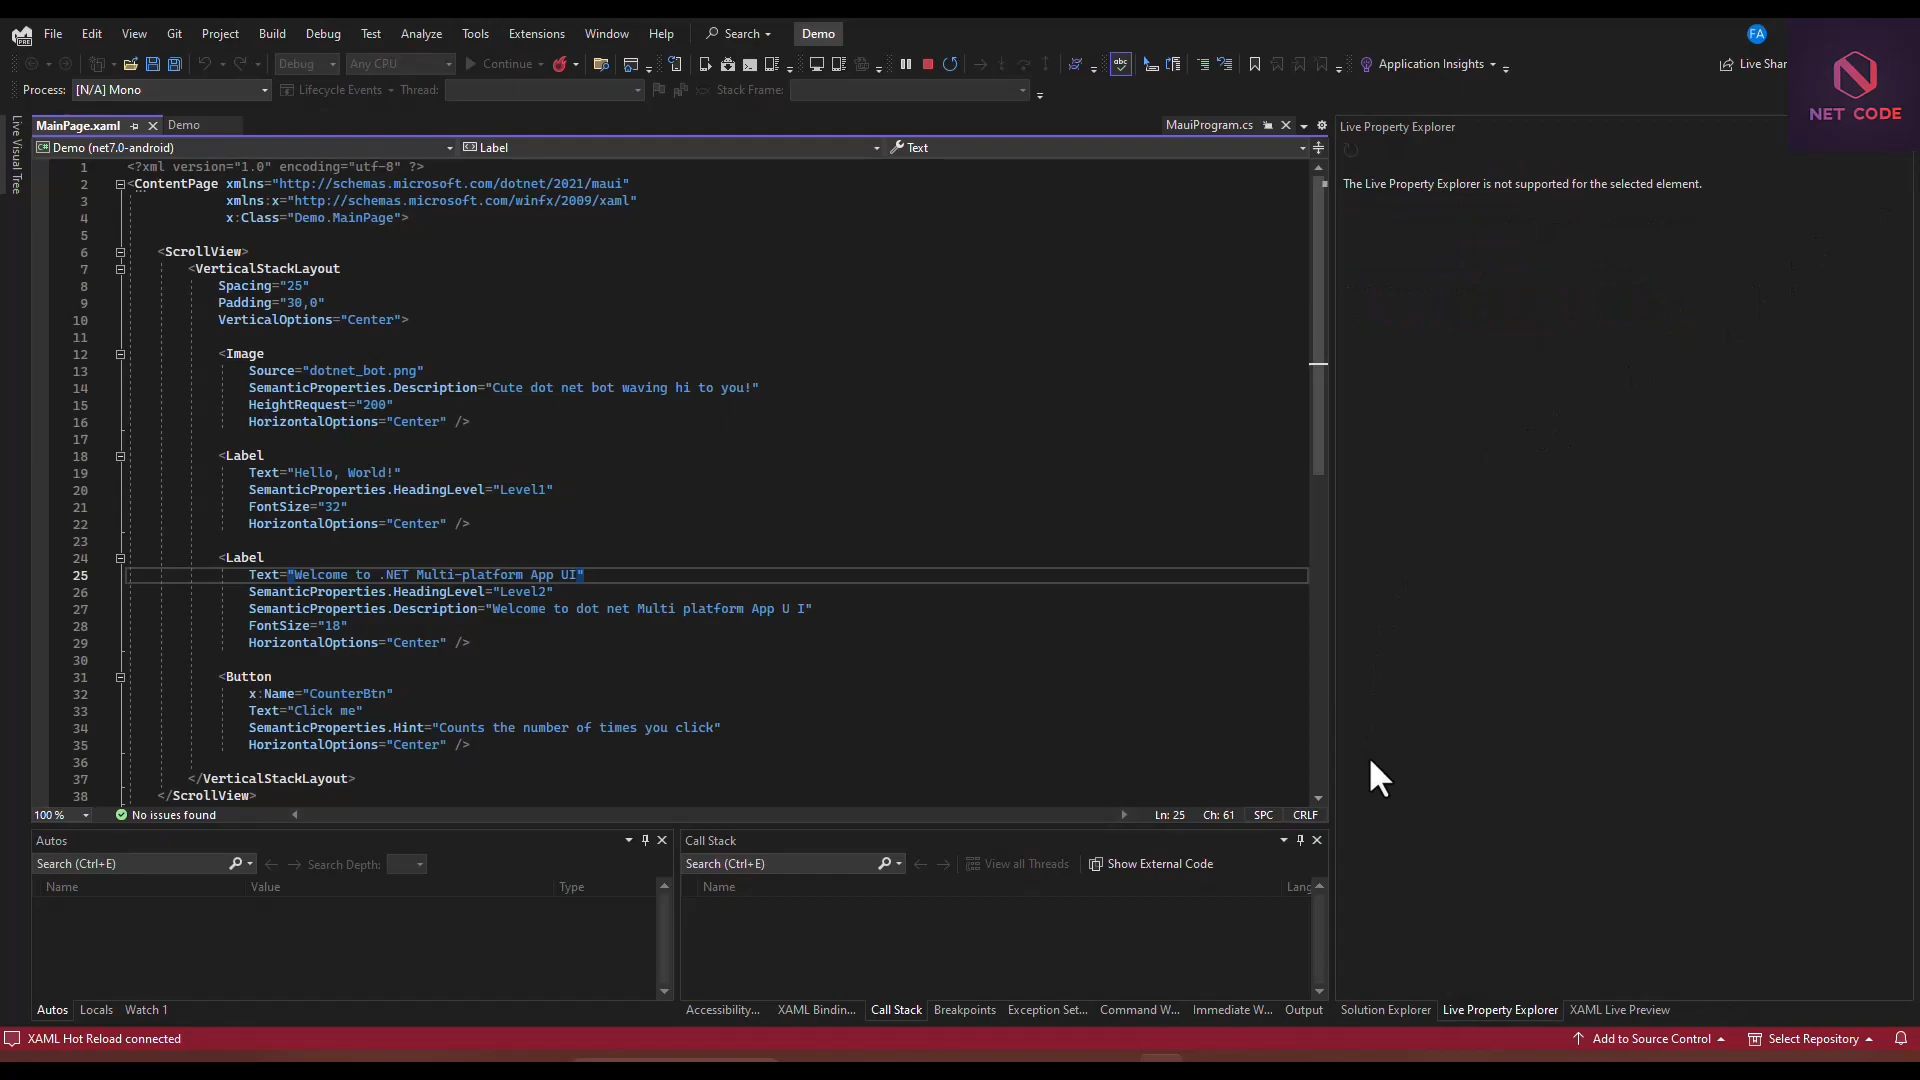 File Edit View Git Project Build Debug Test Analyze Tools Extensions Window Help Search Demo FA
Debug Any CPU Continue Application Insights Live Shar
NET CODE
Process: [N/A] Mono Lifecycle Events Thread: Stack Frame:
Live Visual Tree
MainPage.xaml Demo MauiProgram.cs
Demo (net7.0-android) Label Text
1 <?xml version="1.0" encoding="utf-8" ?>
2 <ContentPage xmlns="http://schemas.microsoft.com/dotnet/2021/maui"
3 xmlns:x="http://schemas.microsoft.com/winfx/2009/xaml"
4 x:Class="Demo.MainPage">
5
6 <ScrollView>
7 <VerticalStackLayout
8 Spacing="25"
9 Padding="30,0"
10 VerticalOptions="Center">
11
12 <Image
13 Source="dotnet_bot.png"
14 SemanticProperties.Description="Cute dot net bot waving hi to you!"
15 HeightRequest="200"
16 HorizontalOptions="Center" />
17
18 <Label
19 Text="Hello, World!"
20 SemanticProperties.HeadingLevel="Level1"
21 FontSize="32"
22 HorizontalOptions="Center" />
23
24 <Label
25 Text="Welcome to .NET Multi-platform App UI"
26 SemanticProperties.HeadingLevel="Level2"
27 SemanticProperties.Description="Welcome to dot net Multi platform App U I"
28 FontSize="18"
29 HorizontalOptions="Center" />
30
31 <Button
32 x:Name="CounterBtn"
33 Text="Click me"
34 SemanticProperties.Hint="Counts the number of times you click"
35 HorizontalOptions="Center" />
36
37 </VerticalStackLayout>
38 </ScrollView>
100 % No issues found Ln: 25 Ch: 61 SPC CRLF
Live Property Explorer
The Live Property Explorer is not supported for the selected element.
Autos
Search (Ctrl+E) Search Depth:
Name Value Type
Autos Locals Watch 1
Call Stack
Search (Ctrl+E) View all Threads Show External Code
Name Lang
Accessibility... XAML Bindin... Call Stack Breakpoints Exception Set... Command W... Immediate W... Output
Solution Explorer Live Property Explorer XAML Live Preview
XAML Hot Reload connected Add to Source Control Select Repository